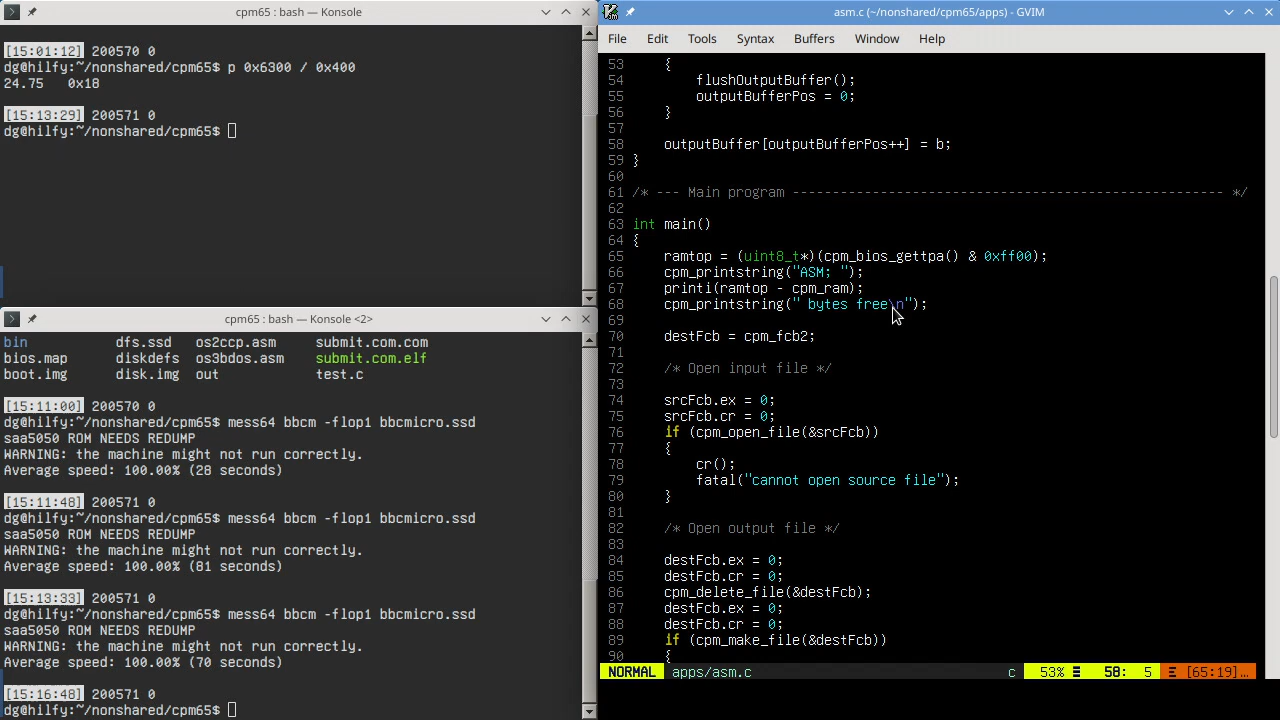 cpm65 : bash — Konsole
[15:01:12] 200570 0
dg@hilfy:~/nonshared/cpm65$ p 0x6300 / 0x400
24.75   0x18
[15:13:29] 200571 0
dg@hilfy:~/nonshared/cpm65$
cpm65 : bash — Konsole <2>
bin           dfs.ssd    os2ccp.asm    submit.com.com
bios.map      diskdefs   os3bdos.asm   submit.com.elf
boot.img      disk.img   out           test.c
[15:11:00] 200570 0
dg@hilfy:~/nonshared/cpm65$ mess64 bbcm -flop1 bbcmicro.ssd
saa5050 ROM NEEDS REDUMP
WARNING: the machine might not run correctly.
Average speed: 100.00% (28 seconds)
[15:11:48] 200571 0
dg@hilfy:~/nonshared/cpm65$ mess64 bbcm -flop1 bbcmicro.ssd
saa5050 ROM NEEDS REDUMP
WARNING: the machine might not run correctly.
Average speed: 100.00% (81 seconds)
[15:13:33] 200571 0
dg@hilfy:~/nonshared/cpm65$ mess64 bbcm -flop1 bbcmicro.ssd
saa5050 ROM NEEDS REDUMP
WARNING: the machine might not run correctly.
Average speed: 100.00% (70 seconds)
[15:16:48] 200571 0
dg@hilfy:~/nonshared/cpm65$
asm.c (~/nonshared/cpm65/apps) - GVIM
File Edit Tools Syntax Buffers Window Help
53     {
54         flushOutputBuffer();
55         outputBufferPos = 0;
56     }
57
58     outputBuffer[outputBufferPos++] = b;
59 }
60
61 /* --- Main program ------------------------------------------------------ */
62
63 int main()
64 {
65     ramtop = (uint8_t*)(cpm_bios_gettpa() & 0xff00);
66     cpm_printstring("ASM; ");
67     printi(ramtop - cpm_ram);
68     cpm_printstring(" bytes free\n");
69
70     destFcb = cpm_fcb2;
71
72     /* Open input file */
73
74     srcFcb.ex = 0;
75     srcFcb.cr = 0;
76     if (cpm_open_file(&srcFcb))
77     {
78         cr();
79         fatal("cannot open source file");
80     }
81
82     /* Open output file */
83
84     destFcb.ex = 0;
85     destFcb.cr = 0;
86     cpm_delete_file(&destFcb);
87     destFcb.ex = 0;
88     destFcb.cr = 0;
89     if (cpm_make_file(&destFcb))
90     {
NORMAL apps/asm.c c 53% ☰ 58: 5 Ξ [65:19]…